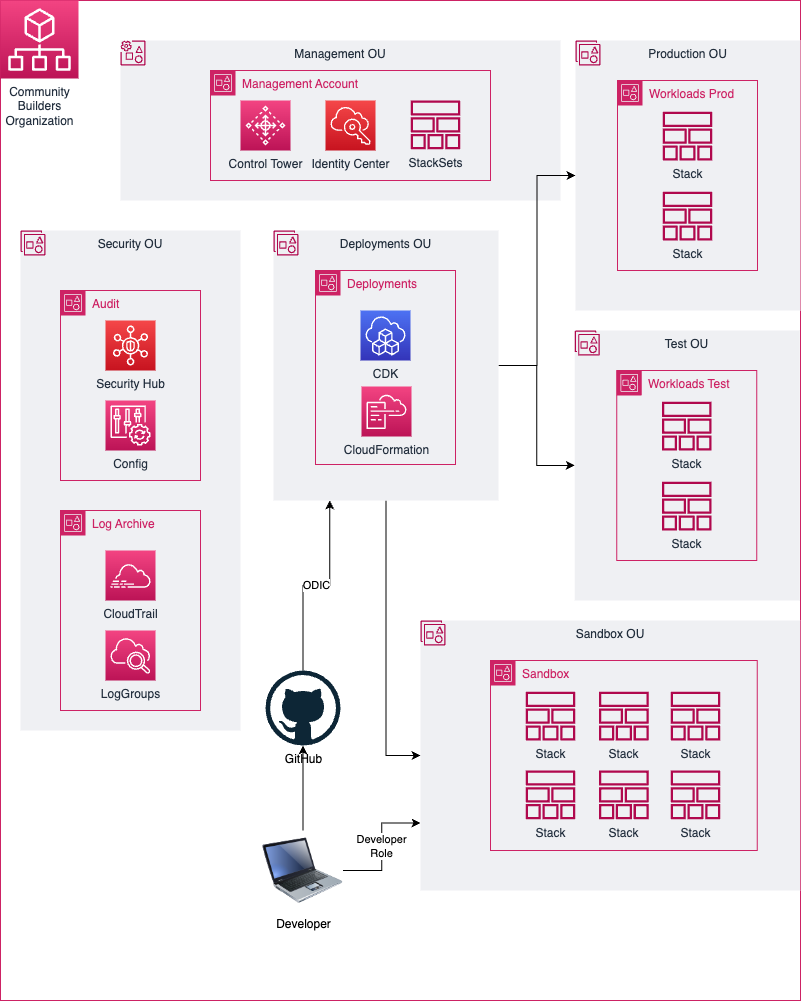 Community
Builders
Organization
Management OU
Management Account
Control Tower
Identity Center
StackSets
Production OU
Workloads Prod
Stack
Stack
Security OU
Audit
Security Hub
Config
Log Archive
CloudTrail
LogGroups
Deployments OU
Deployments
CDK
CloudFormation
Test OU
Workloads Test
Stack
Stack
ODIC
GitHub
Developer
Role
Developer
Sandbox OU
Sandbox
Stack
Stack
Stack
Stack
Stack
Stack